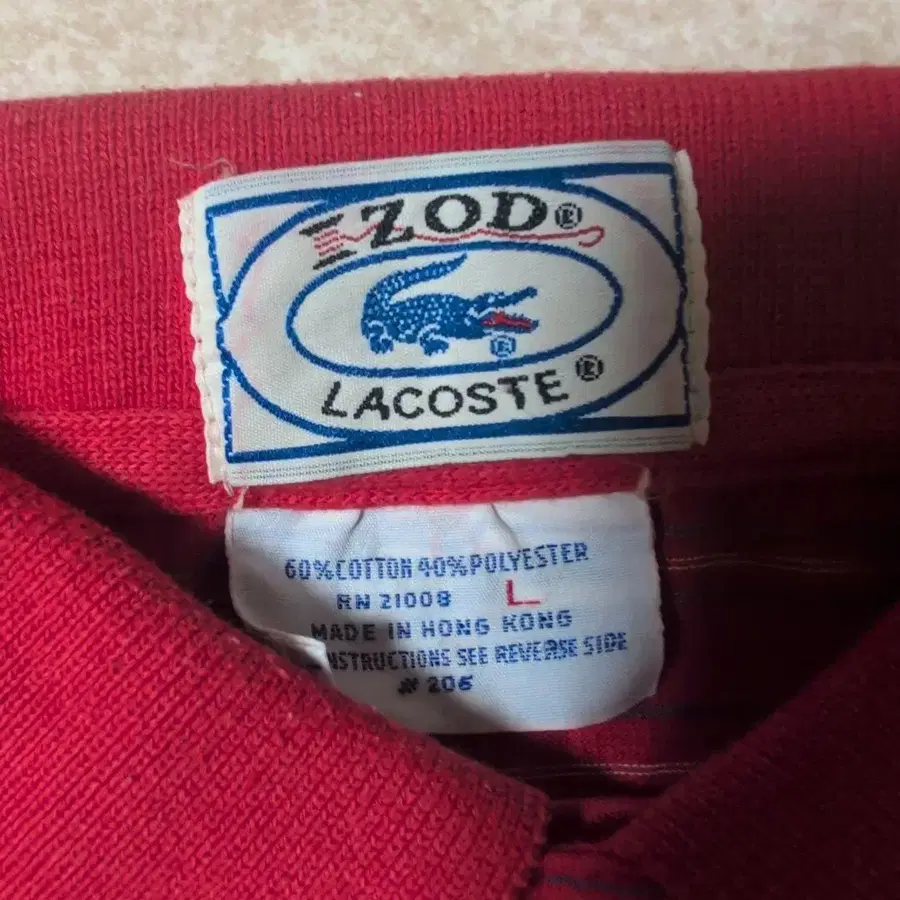 IZOD®
®
LACOSTE®
60%COTTON 40%POLYESTER
RN 21008 L
MADE IN HONG KONG
INSTRUCTIONS SEE REVERSE SIDE
# 206